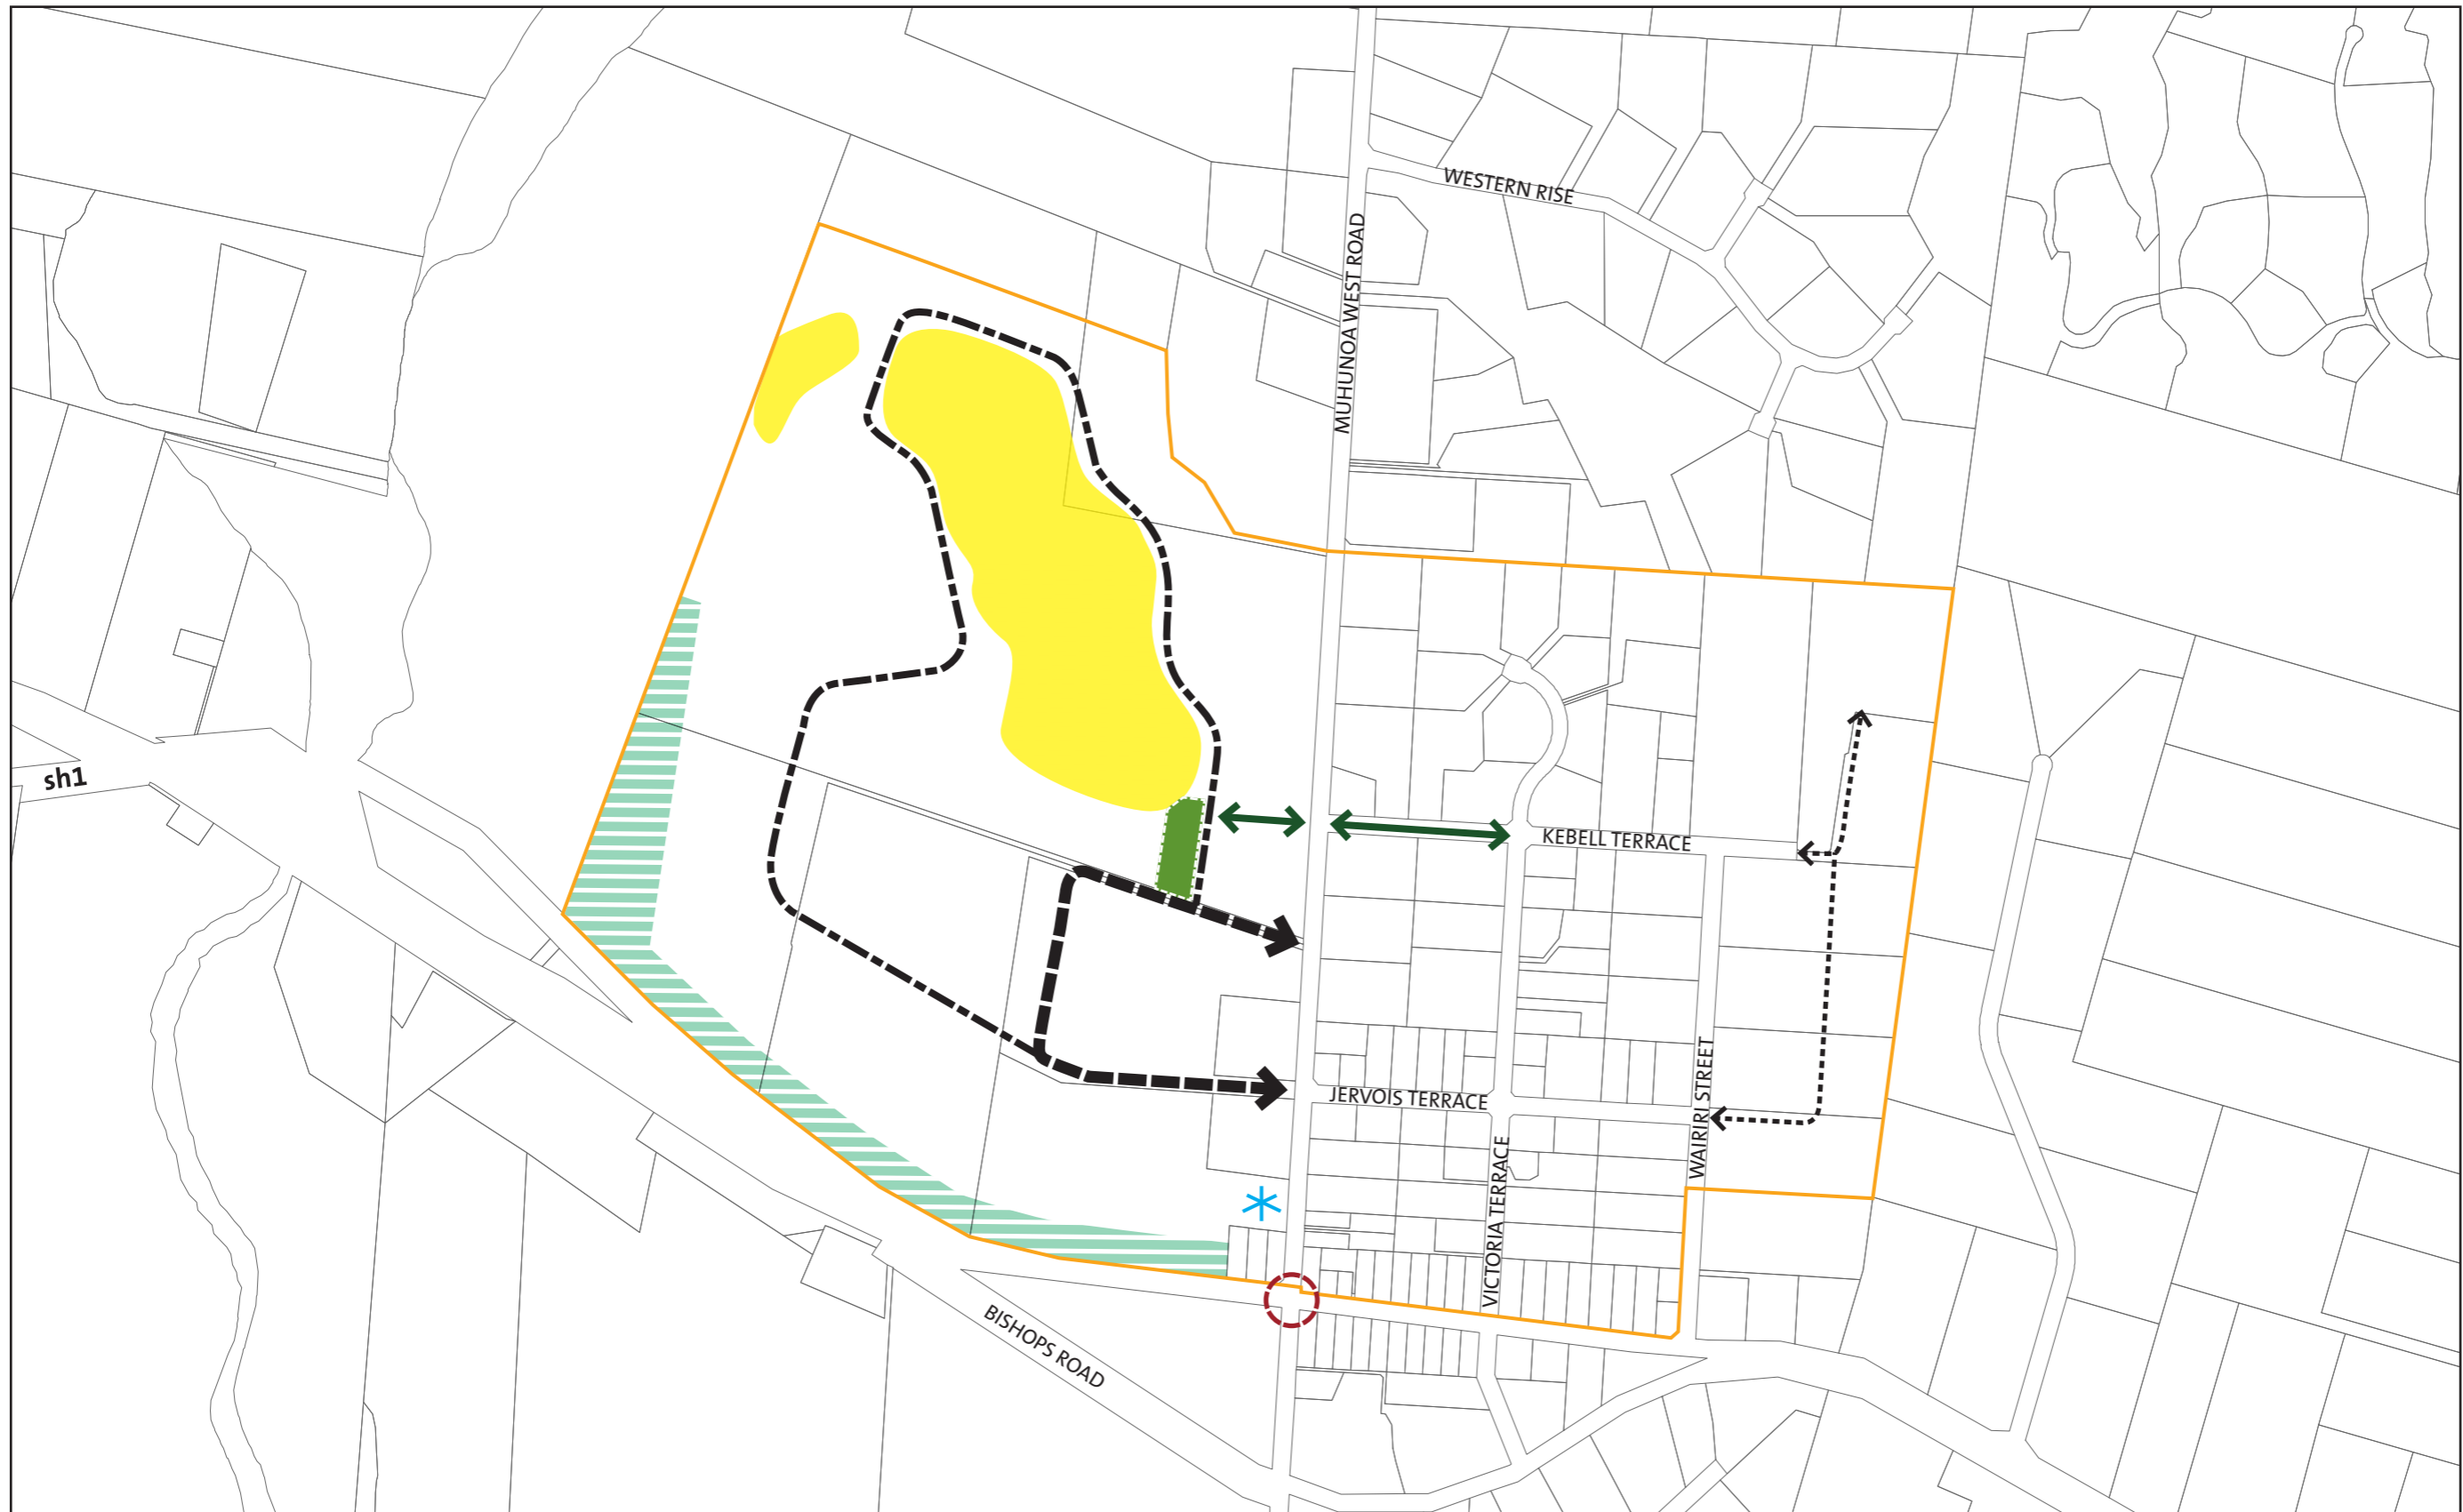 WESTERN RISE
MUHUNOA WEST ROAD
sh1
KEBELL TERRACE
JERVOIS TERRACE
WAIRIRI STREET
VICTORIA TERRACE
BISHOPS ROAD